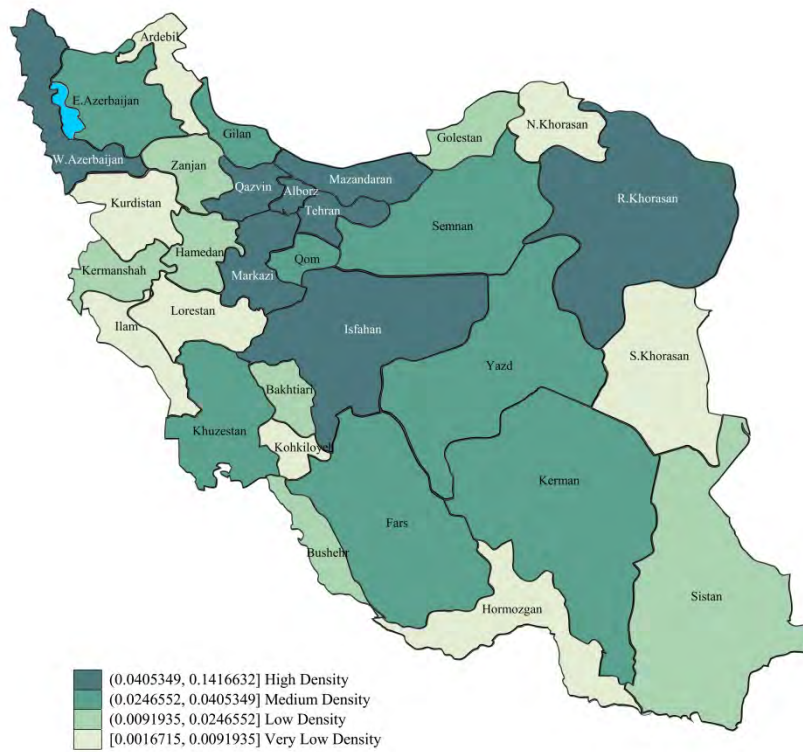 Ardebil
E.Azerbaijan
Gilan
Golestan
N.Khorasan
W.Azerbaijan
Zanjan
Qazvin
Alborz
Mazandaran
Tehran
R.Khorasan
Kurdistan
Semnan
Hamedan
Qom
Kermanshah
Markazi
Lorestan
Ilam
Isfahan
S.Khorasan
Yazd
Bakhtiari
Khuzestan
Kohkiloyeh
Kerman
Fars
Bushehr
Sistan
Hormozgan
(0.0405349, 0.1416632] High Density
(0.0246552, 0.0405349] Medium Density
(0.0091935, 0.0246552] Low Density
[0.0016715, 0.0091935] Very Low Density